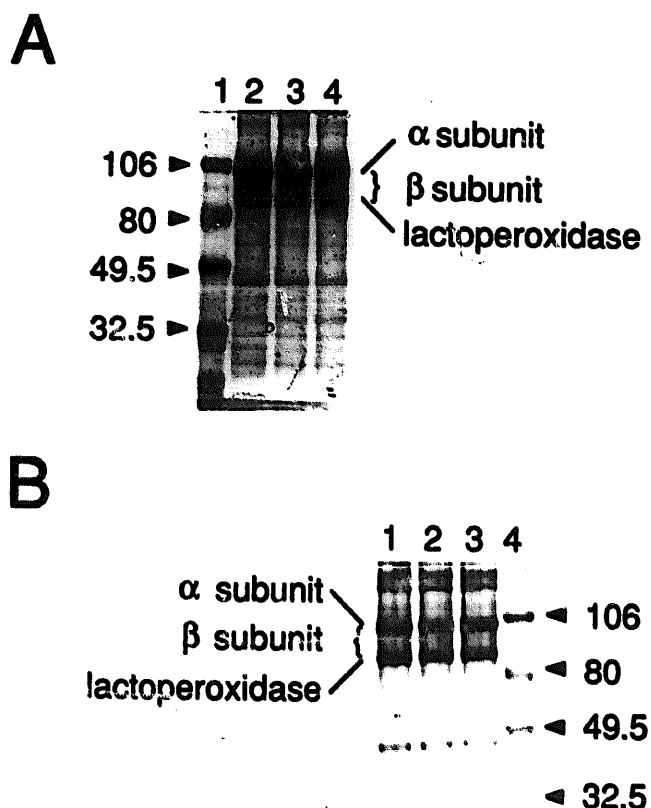 A
1 2 3 4
α subunit
106
β subunit
80
lactoperoxidase
49.5
32.5
B
1 2 3 4
α subunit
106
β subunit
80
lactoperoxidase
49.5
32.5